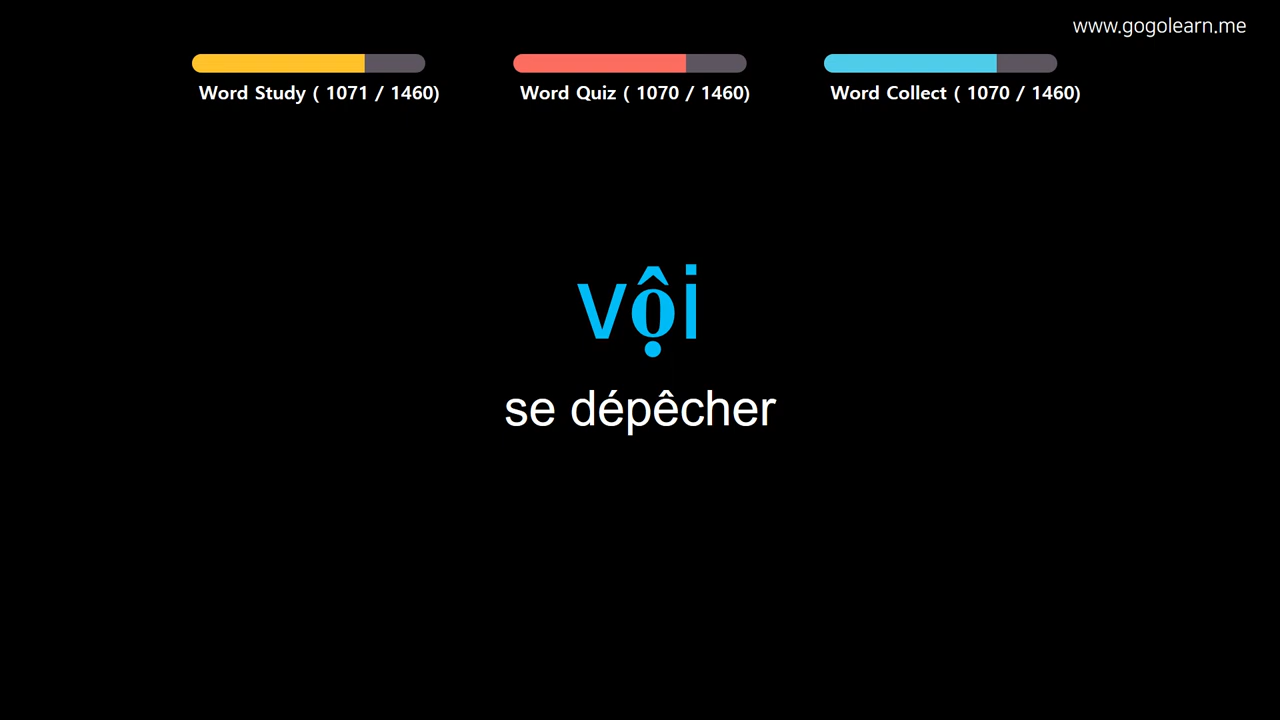 www.gogolearn.me
Word Study ( 1071 / 1460)
Word Quiz ( 1070 / 1460)
Word Collect ( 1070 / 1460)
vội
se dépêcher